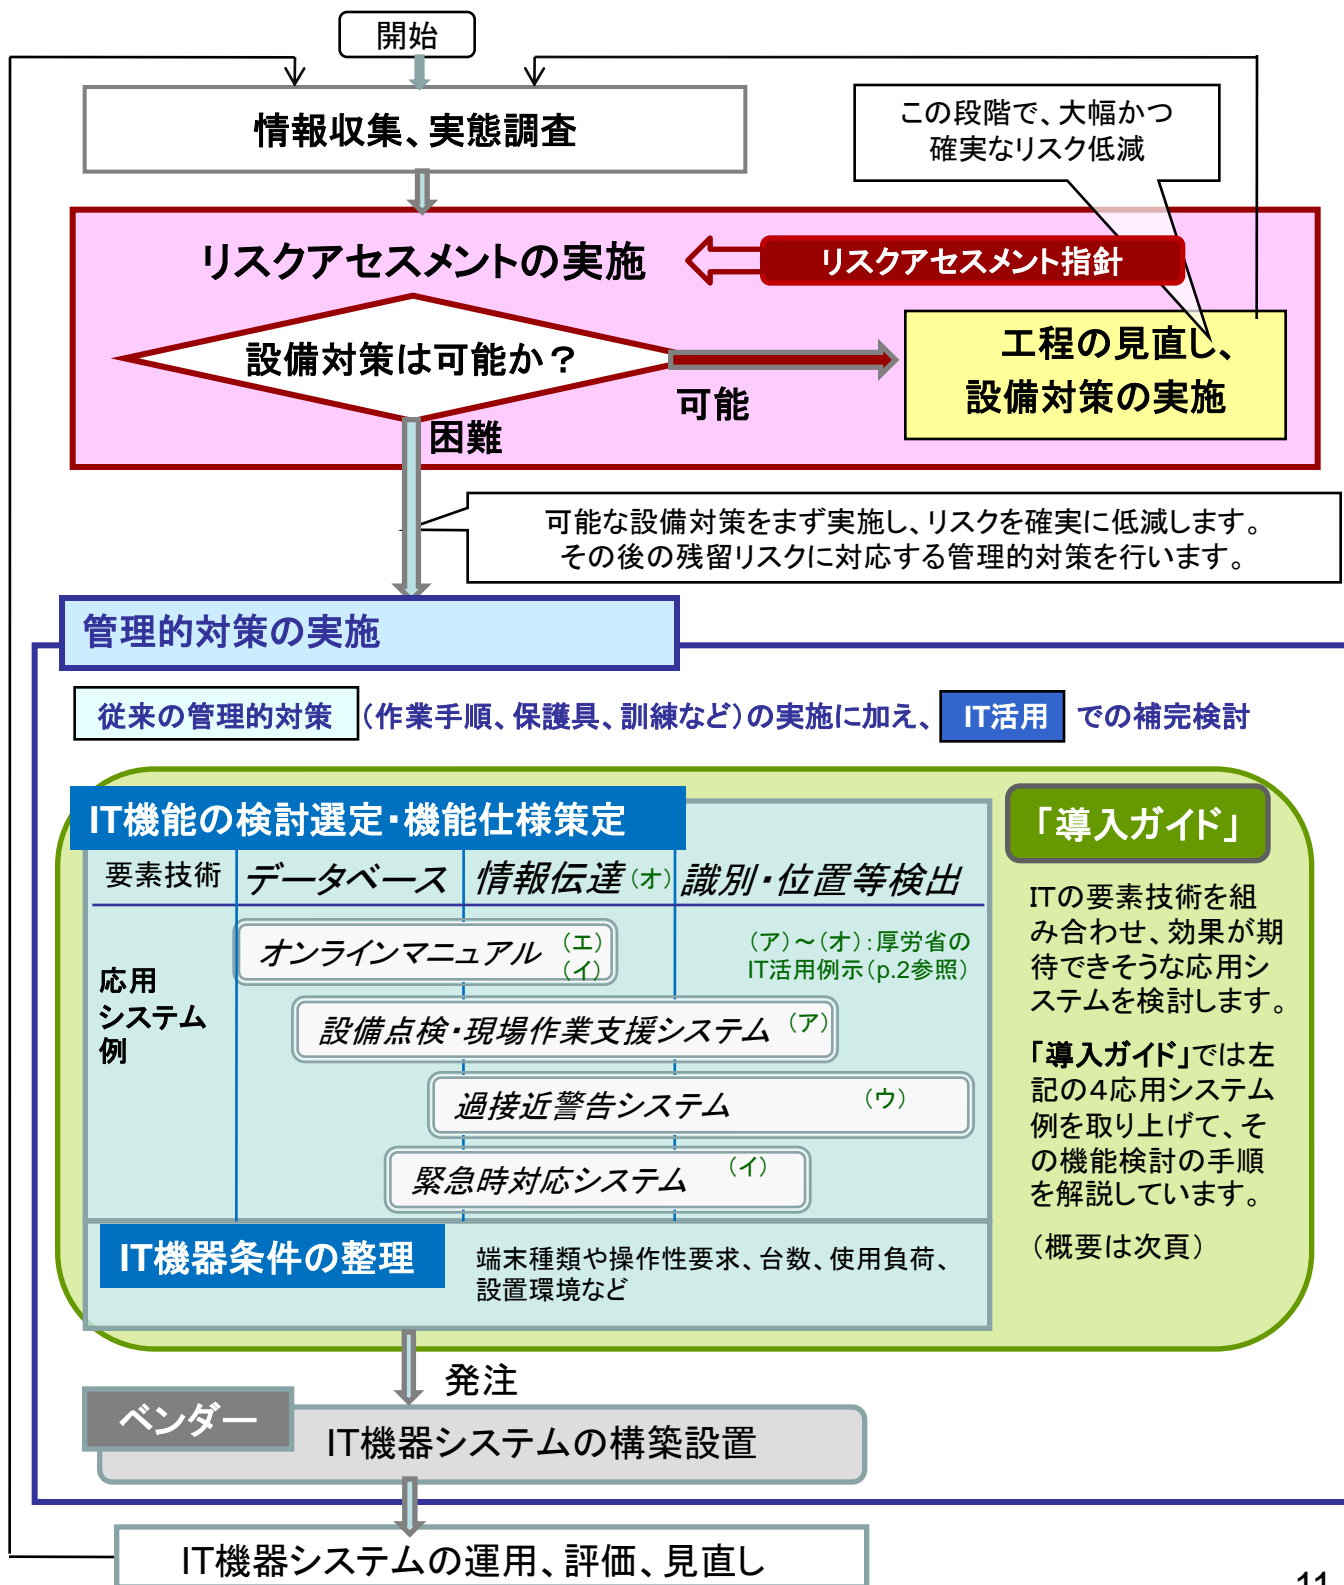 開始
情報収集、実態調査
この段階で、大幅かつ
確実なリスク低減
リスクアセスメントの実施
リスクアセスメント指針
設備対策は可能か？
可能
工程の見直し、
設備対策の実施
困難
可能な設備対策をまず実施し、リスクを確実に低減します。
その後の残留リスクに対応する管理的対策を行います。
管理的対策の実施
従来の管理的対策（作業手順、保護具、訓練など）の実施に加え、IT活用での補完検討
IT機能の検討選定・機能仕様策定
要素技術 データベース 情報伝達（オ） 識別・位置等検出
応用
システム
例
オンラインマニュアル （エ）
（イ）
（ア）～（オ）：厚労省の
IT活用例示（p.2参照）
設備点検・現場作業支援システム （ア）
過接近警告システム （ウ）
緊急時対応システム （イ）
IT機器条件の整理
端末種類や操作性要求、台数、使用負荷、
設置環境など
「導入ガイド」
ITの要素技術を組
み合わせ、効果が期
待できそうな応用シ
ステムを検討します。
「導入ガイド」では左
記の４応用システム
例を取り上げて、そ
の機能検討の手順
を解説しています。
（概要は次頁）
発注
ベンダー
IT機器システムの構築設置
IT機器システムの運用、評価、見直し
11